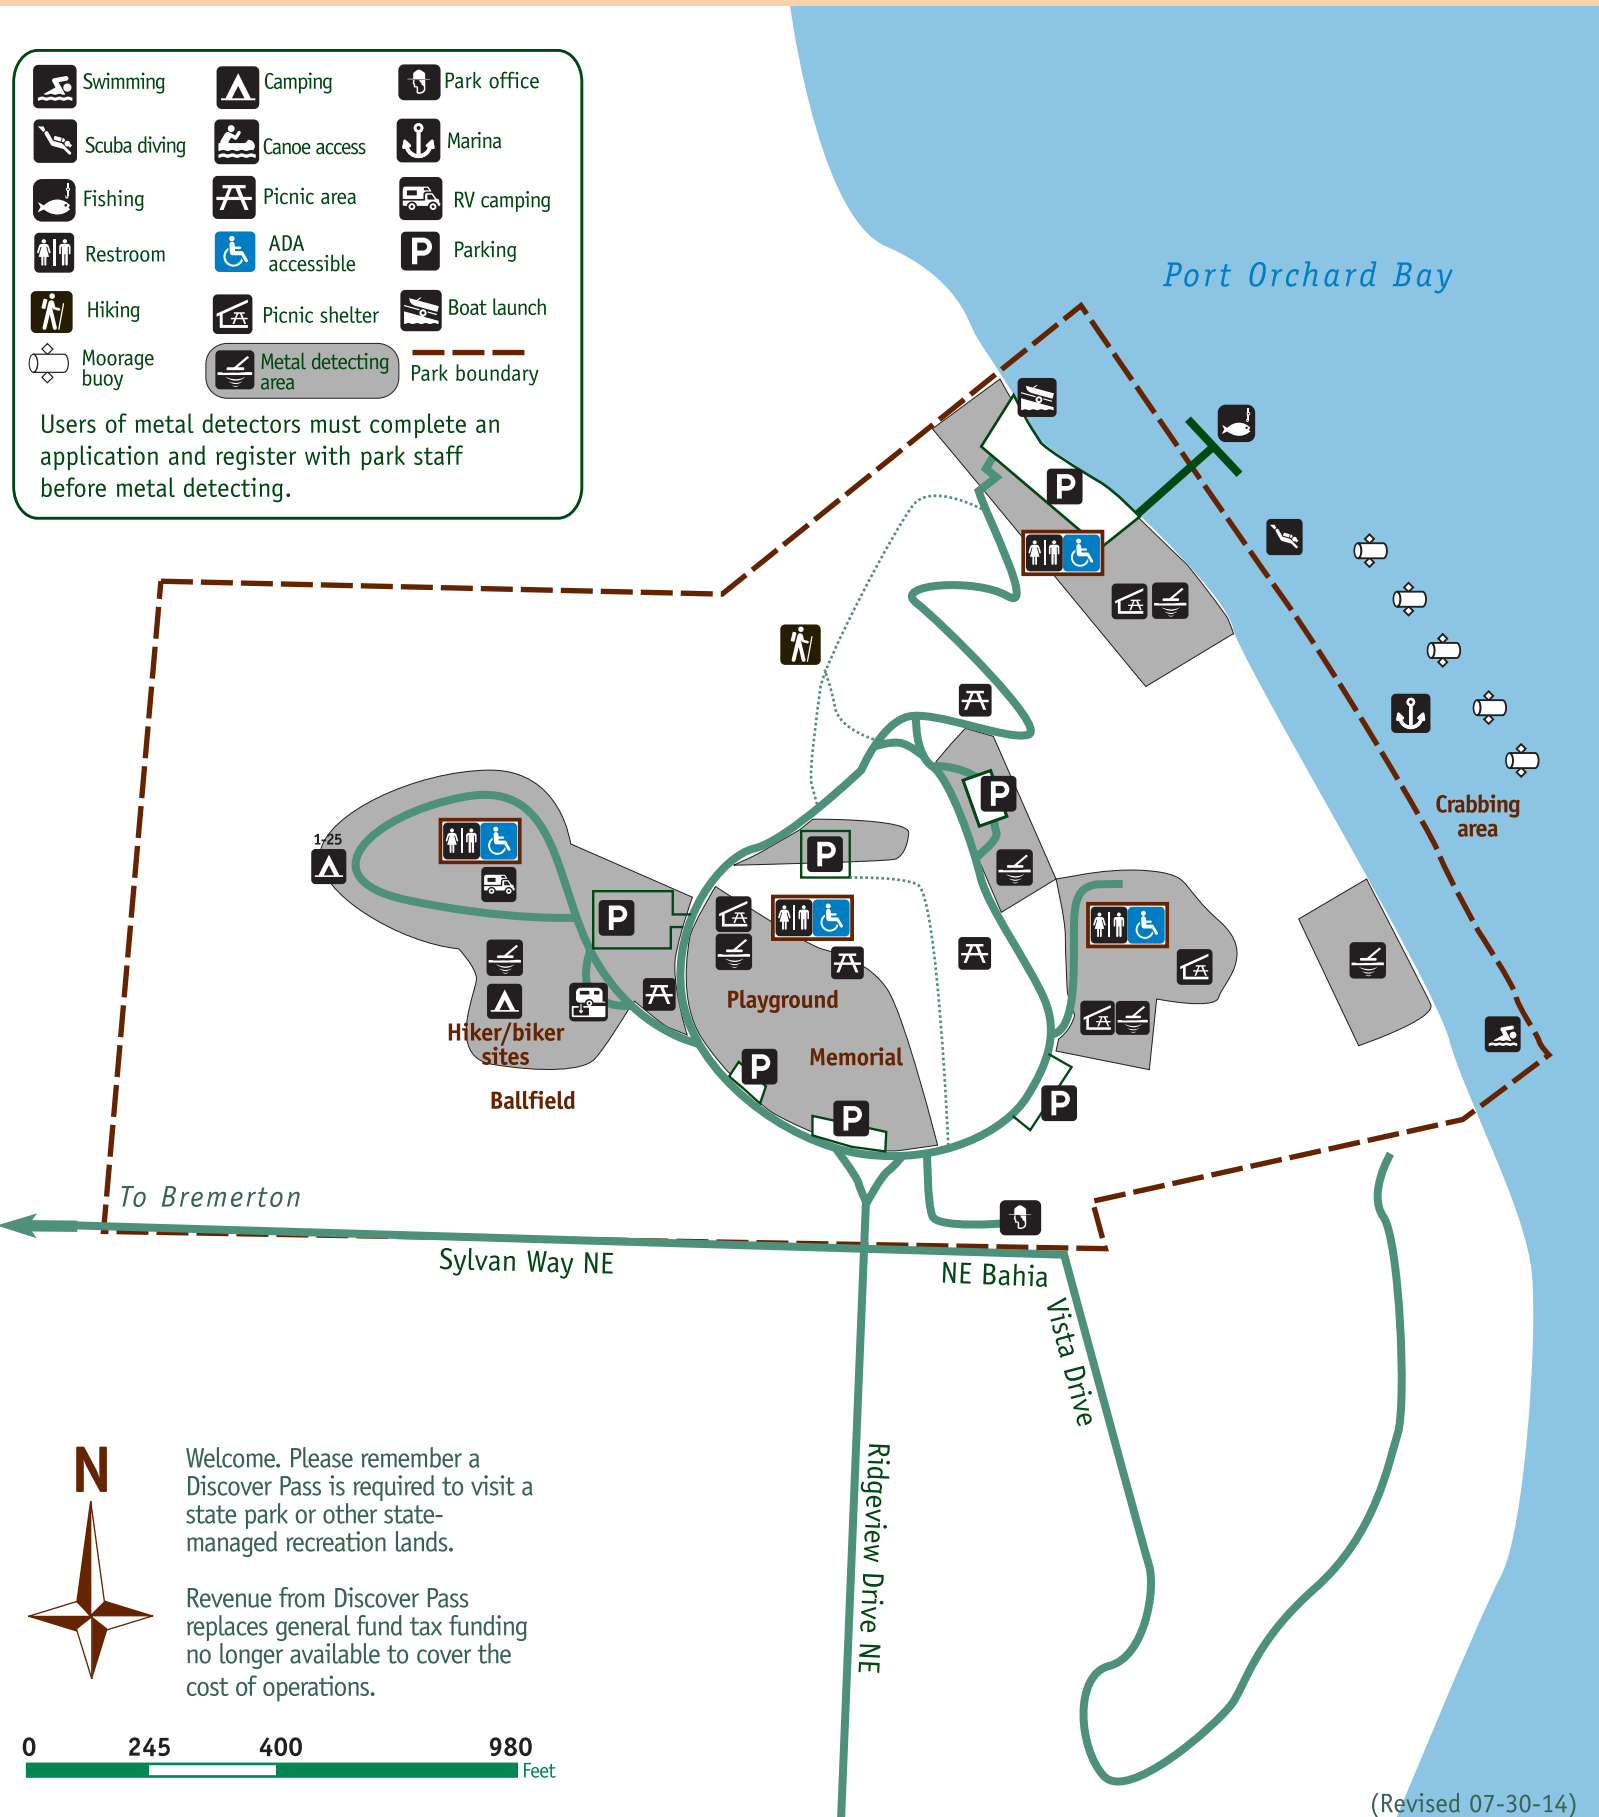 Swimming
Camping
Park office
Scuba diving
Canoe access
Marina
Fishing
Picnic area
RV camping
Restroom
ADA
accessible
P
Parking
Hiking
Picnic shelter
Boat launch
Moorage
buoy
Metal detecting
area
Park boundary
Users of metal detectors must complete an
application and register with park staff
before metal detecting.
Port Orchard Bay
P
Crabbing
area
P
1-25
P
P
Playground
Hiker/biker
sites
Memorial
P
Ballfield
P
P
To Bremerton
Sylvan Way NE
NE Bahia
Vista Drive
Ridgeview Drive NE
N
Welcome. Please remember a
Discover Pass is required to visit a
state park or other state-
managed recreation lands.
Revenue from Discover Pass
replaces general fund tax funding
no longer available to cover the
cost of operations.
0 245 400 980
Feet
(Revised 07-30-14)